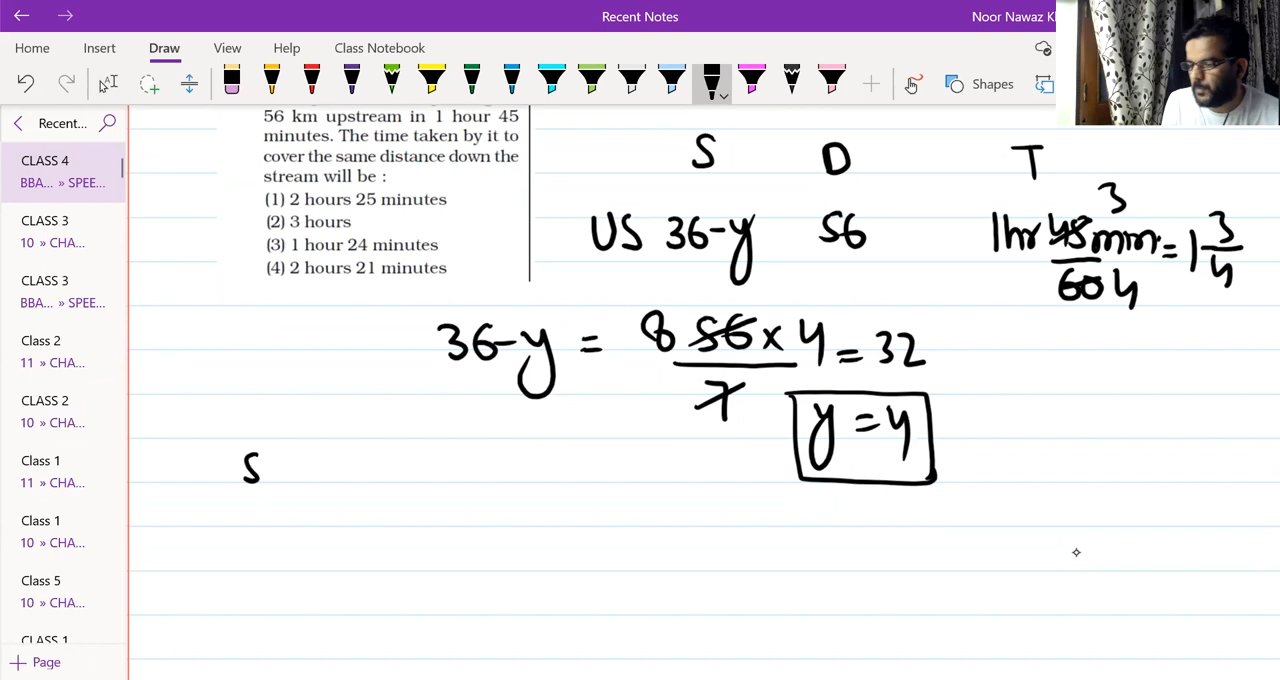 Recent Notes
Noor Nawaz
Home Insert Draw View Help Class Notebook
Shapes
Recent...
CLASS 4
BBA... » SPEE...
CLASS 3
10 » CHA...
CLASS 3
BBA... » SPEE...
Class 2
11 » CHA...
CLASS 2
10 » CHA...
Class 1
11 » CHA...
Class 1
10 » CHA...
Class 5
10 » CHA...
CLASS 1
Page
56 km upstream in 1 hour 45
minutes. The time taken by it to
cover the same distance down the
stream will be :
(1) 2 hours 25 minutes
(2) 3 hours
(3) 1 hour 24 minutes
(4) 2 hours 21 minutes
S D T
3
US 36-y 56 1hr 45 min = 1 3/4
60 4
36-y = 8 56 x 4 = 32
7
y = 4
S